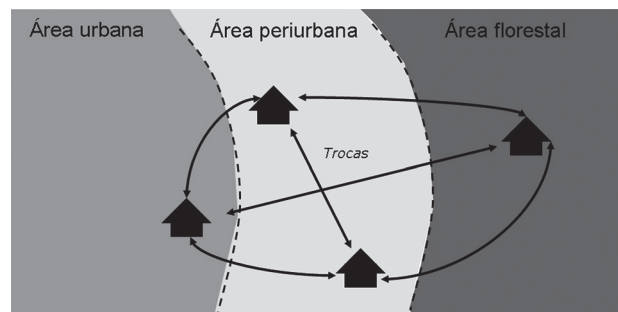 Área urbana
Área periurbana
Área florestal
Trocas